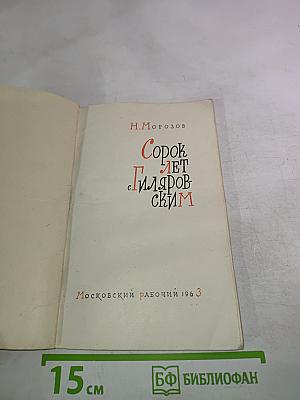 Н. Морозов
Сорок
лет
с Гиляров-
ским
Московский рабочий 1963
15 см
БФ БИБЛИОФАН